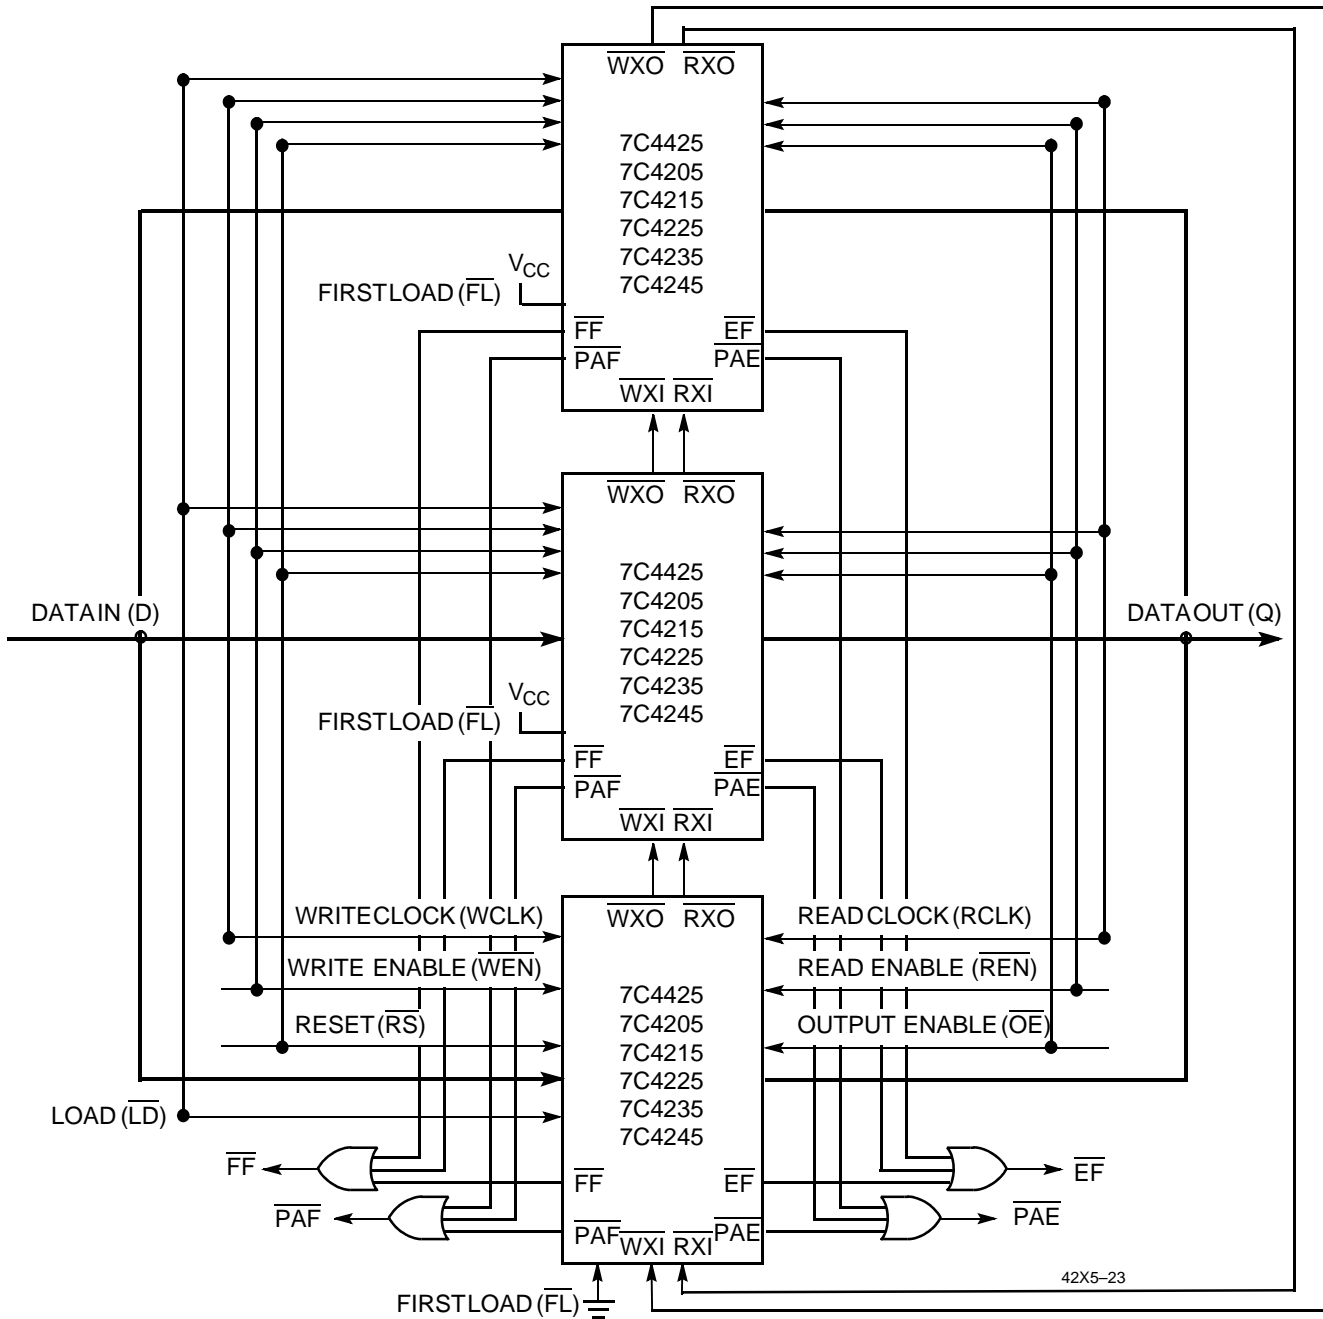 WXO RXO
7C4425
7C4205
7C4215
7C4225
7C4235
7C4245
VCC
FIRSTLOAD (FL)
FF EF
PAF PAE
WXI RXI
WXO RXO
7C4425
7C4205
7C4215
7C4225
7C4235
7C4245
DATAIN (D)
DATAOUT (Q)
VCC
FIRSTLOAD (FL)
FF EF
PAF PAE
WXI RXI
WXO RXO
WRITECLOCK (WCLK)
READ CLOCK (RCLK)
WRITE ENABLE (WEN)
READ ENABLE (REN)
RESET (RS)
OUTPUT ENABLE (OE)
7C4425
7C4205
7C4215
7C4225
7C4235
7C4245
LOAD (LD)
FF FF EF EF
PAF PAF WXI RXI PAE PAE
42X5–23
FIRSTLOAD (FL)